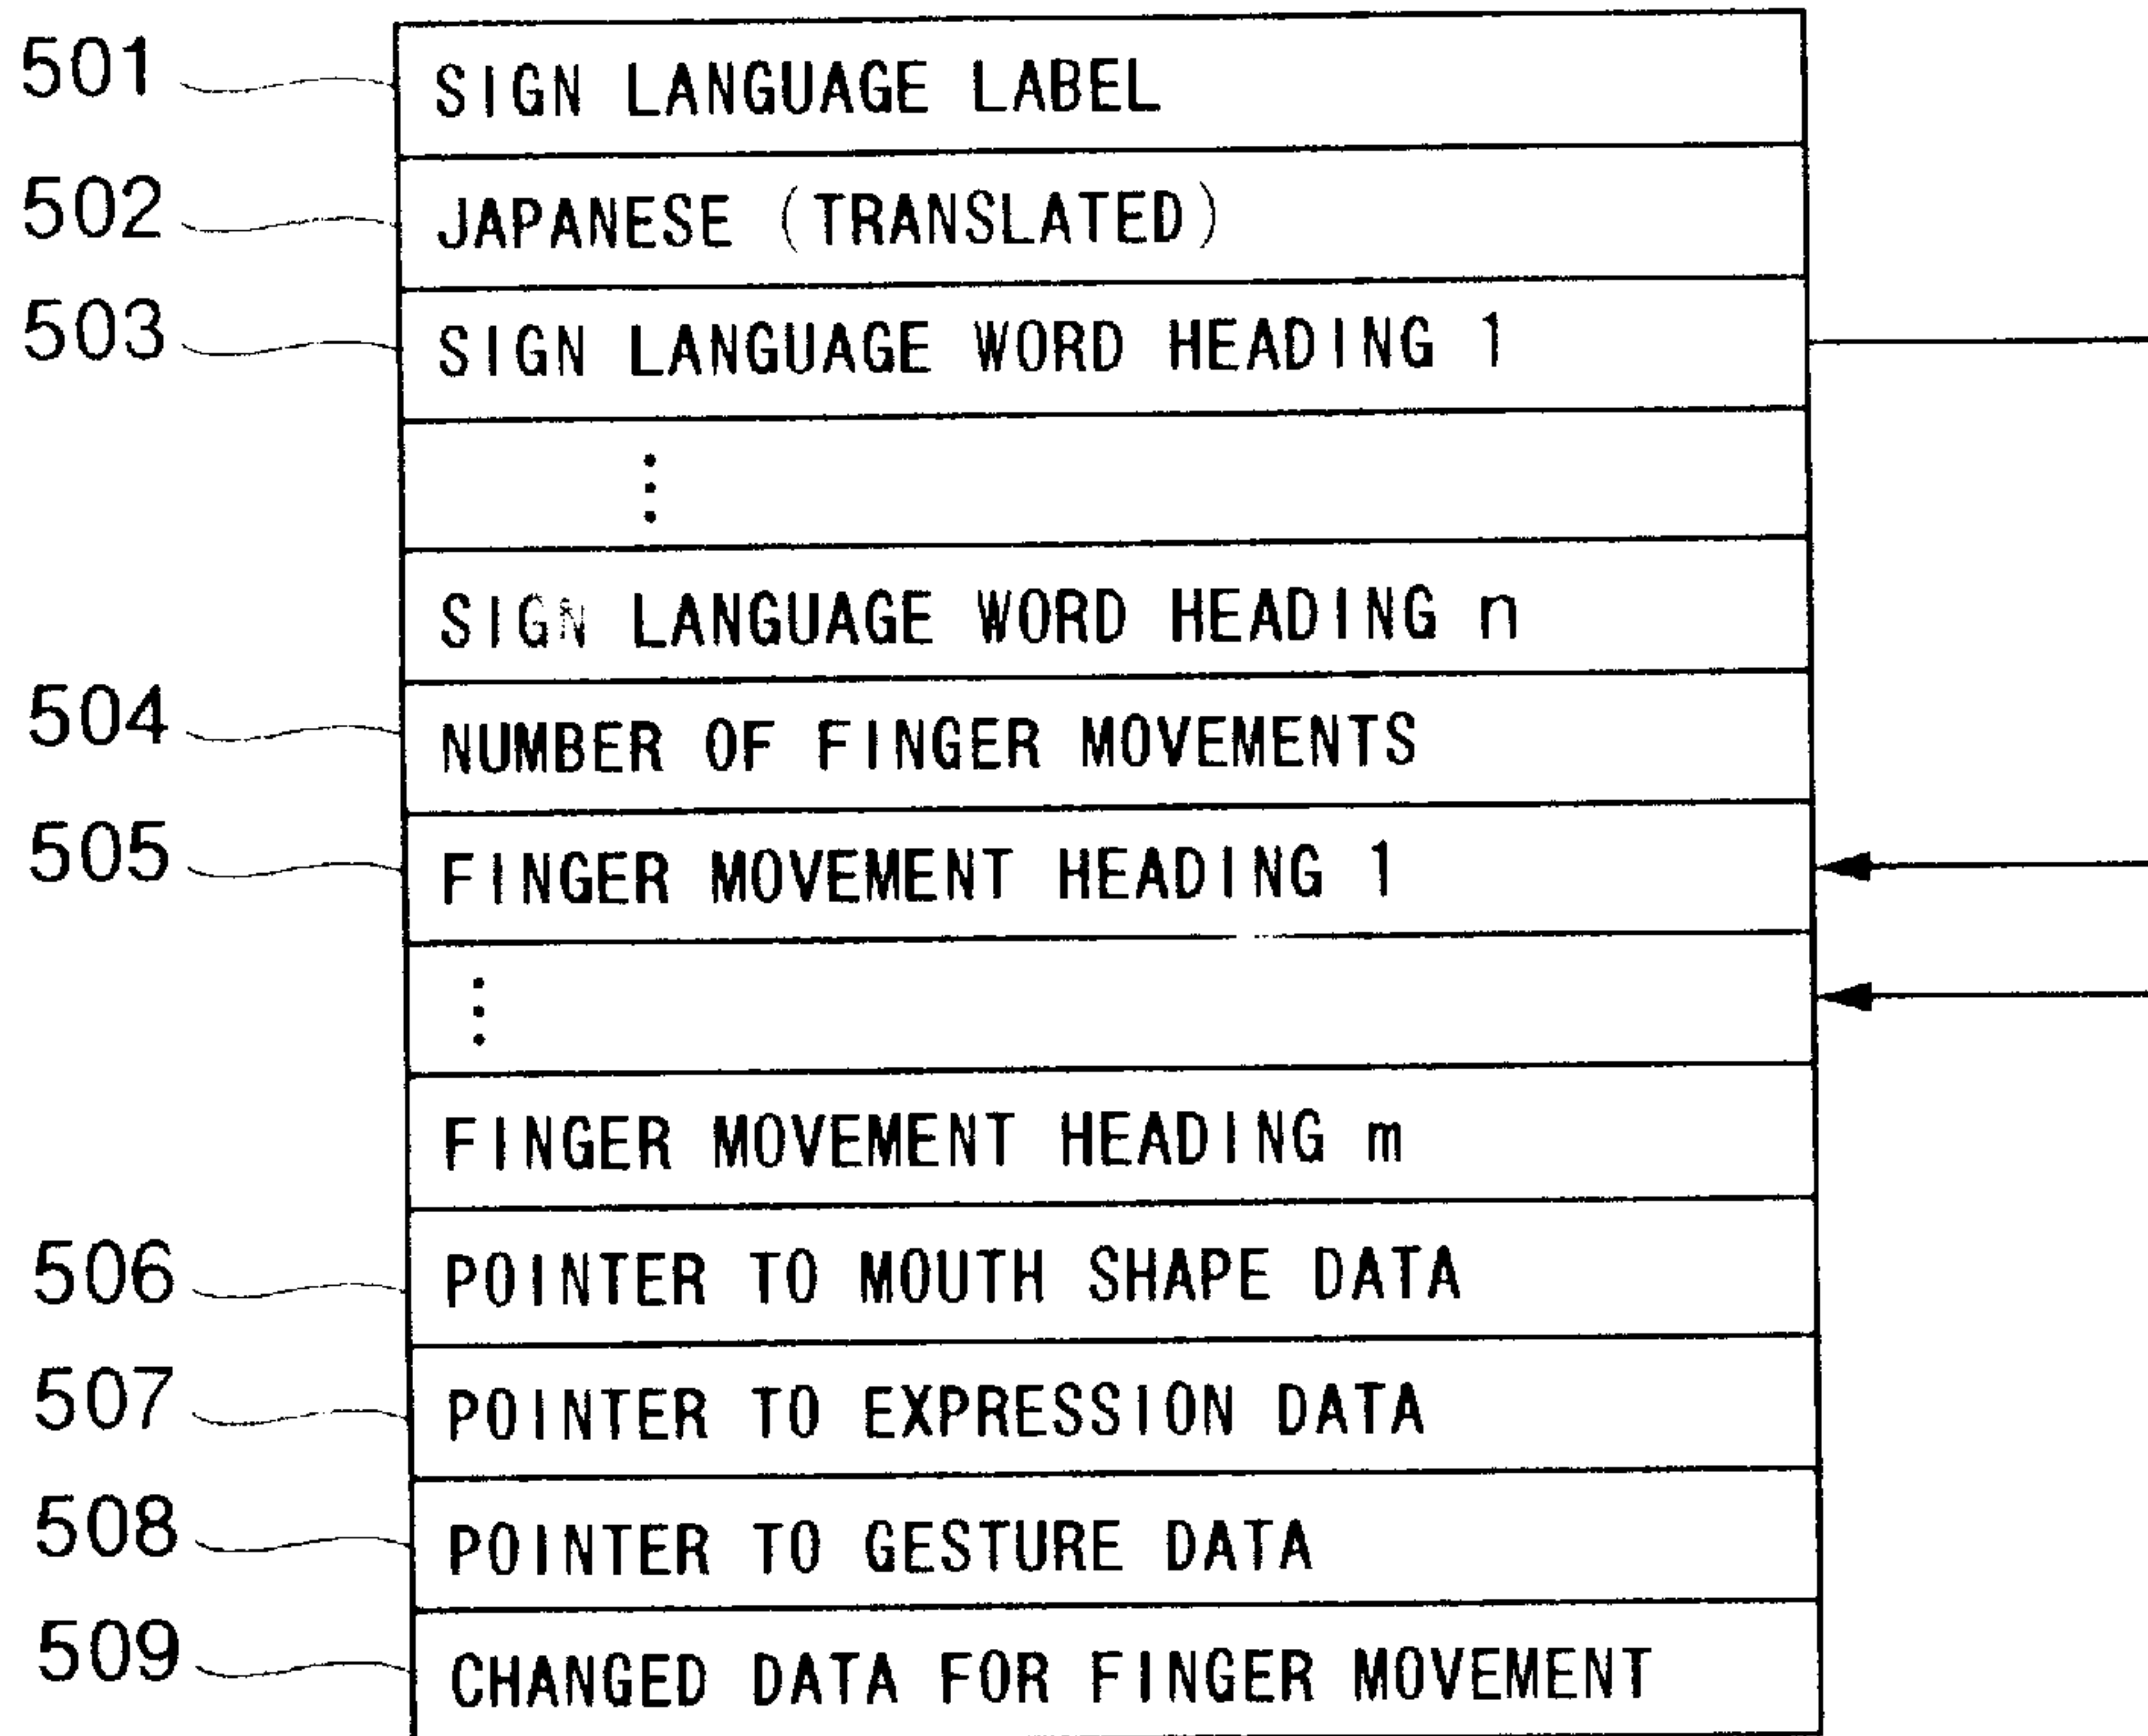 501 SIGN LANGUAGE LABEL
502 JAPANESE (TRANSLATED)
503 SIGN LANGUAGE WORD HEADING 1
⋮
SIGN LANGUAGE WORD HEADING n
504 NUMBER OF FINGER MOVEMENTS
505 FINGER MOVEMENT HEADING 1
⋮
FINGER MOVEMENT HEADING m
506 POINTER TO MOUTH SHAPE DATA
507 POINTER TO EXPRESSION DATA
508 POINTER TO GESTURE DATA
509 CHANGED DATA FOR FINGER MOVEMENT